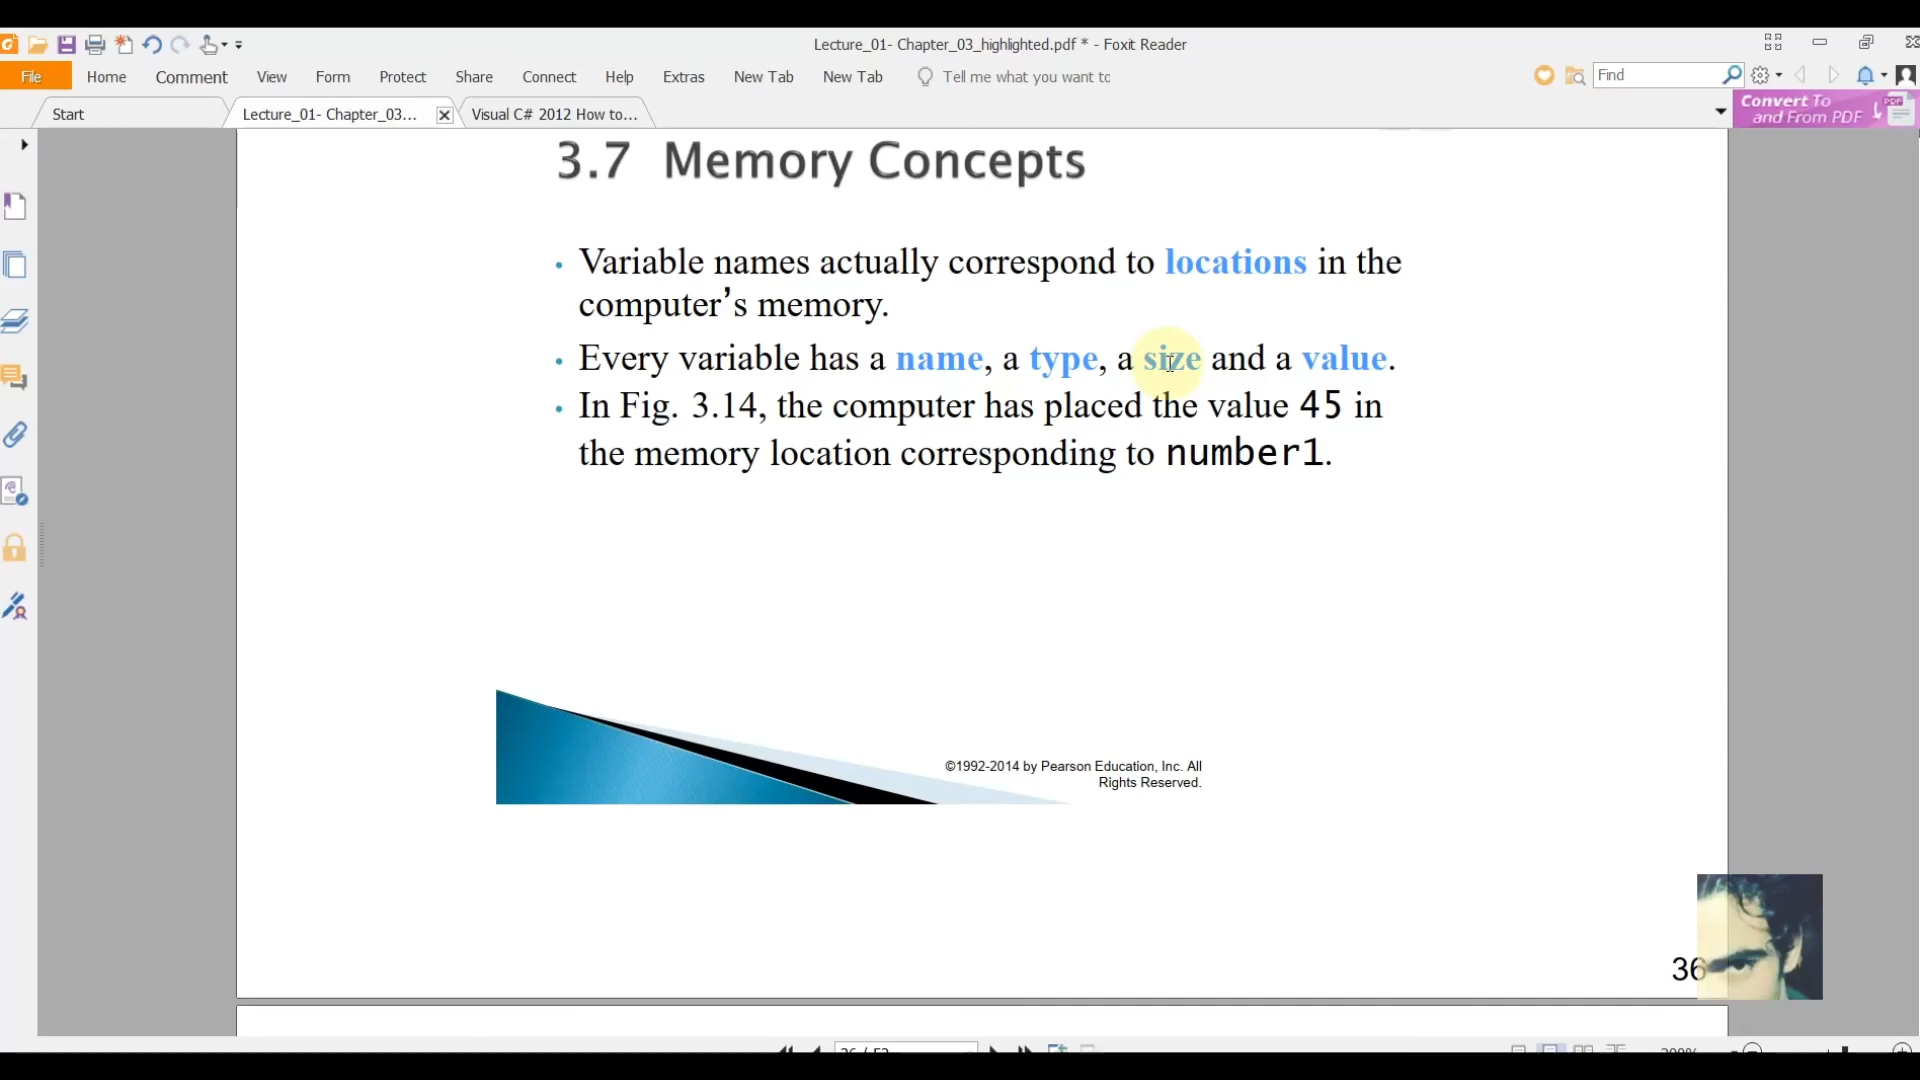 Lecture_01- Chapter_03_highlighted.pdf * - Foxit Reader
File Home Comment View Form Protect Share Connect Help Extras New Tab New Tab Tell me what you want to Find
Start Lecture_01- Chapter_03... Visual C# 2012 How to...
Convert To
and From PDF
PDF
3.7 Memory Concepts
• Variable names actually correspond to locations in the
computer’s memory.
• Every variable has a name, a type, a size and a value.
• In Fig. 3.14, the computer has placed the value 45 in
the memory location corresponding to number1.
©1992-2014 by Pearson Education, Inc. All
Rights Reserved.
36